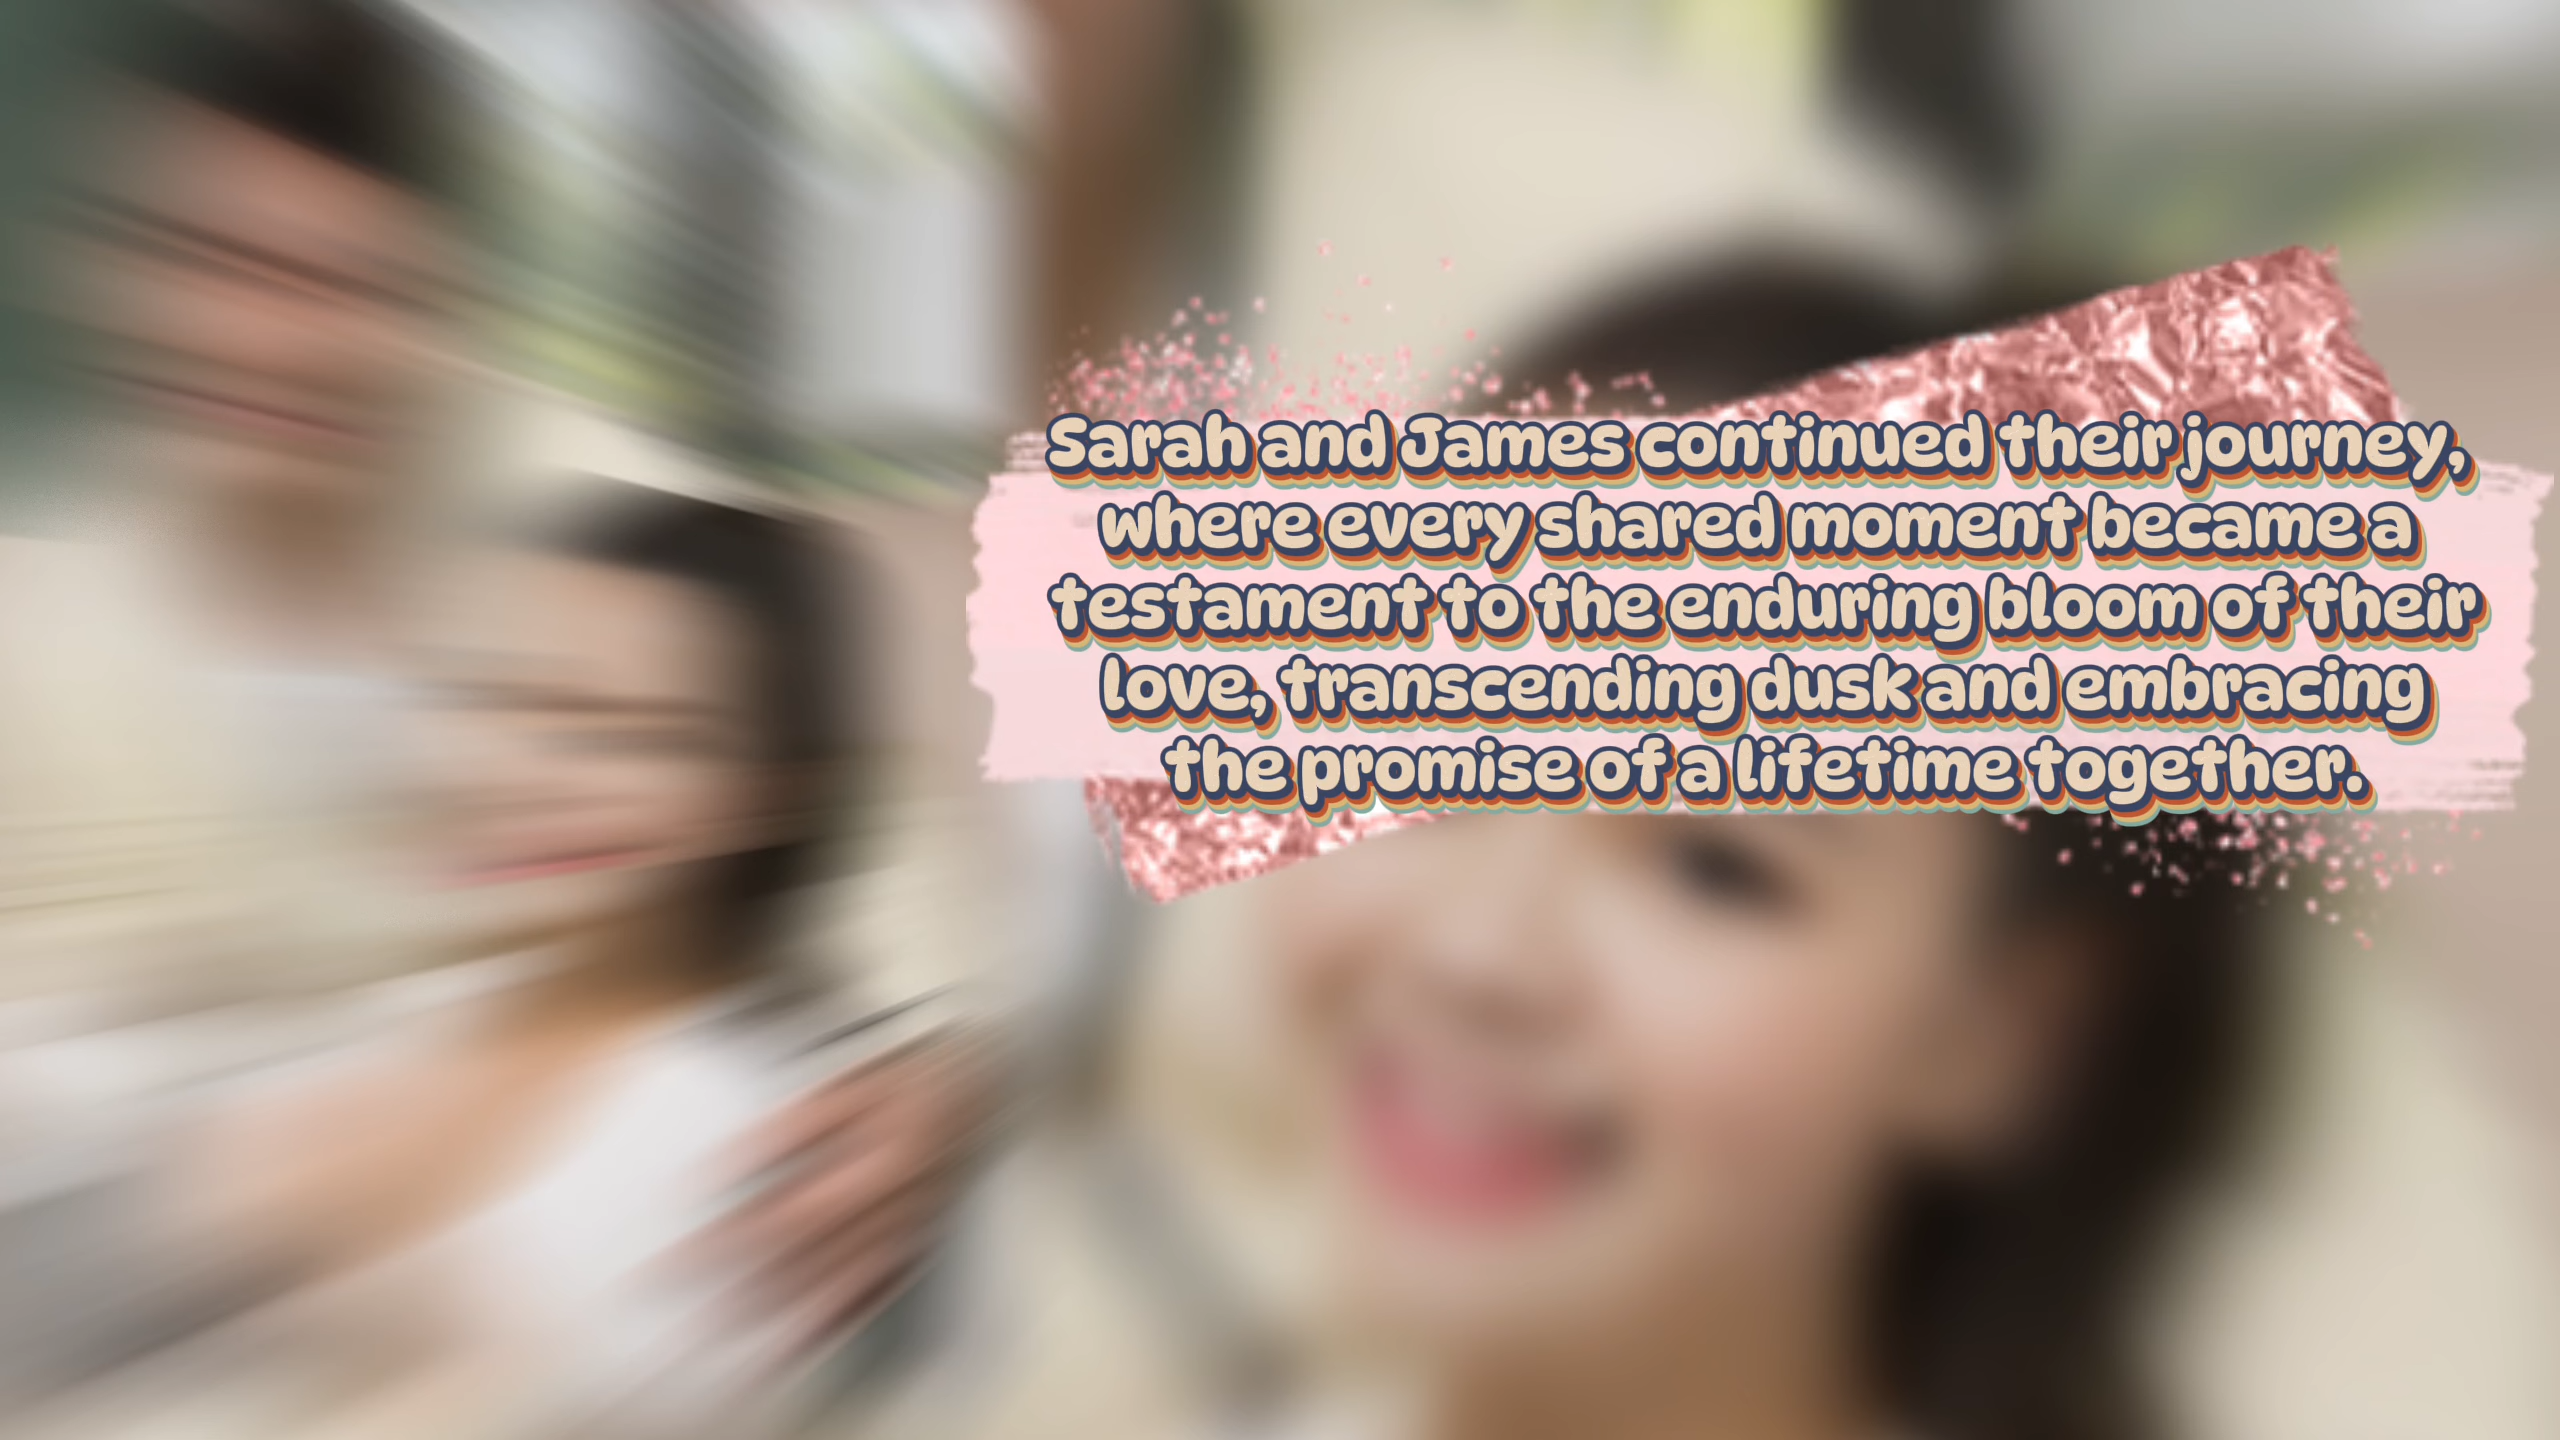 Sarah and James continued their journey,
where every shared moment became a
testament to the enduring bloom of their
love, transcending dusk and embracing
the promise of a lifetime together.